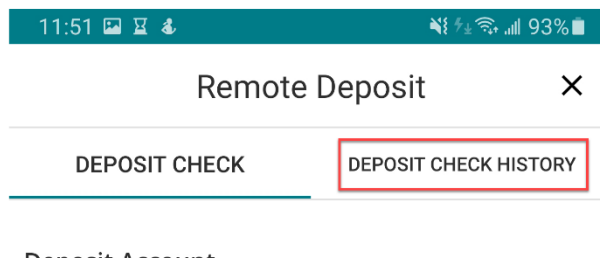 11:51 93%
Remote Deposit
DEPOSIT CHECK DEPOSIT CHECK HISTORY
Deposit Account